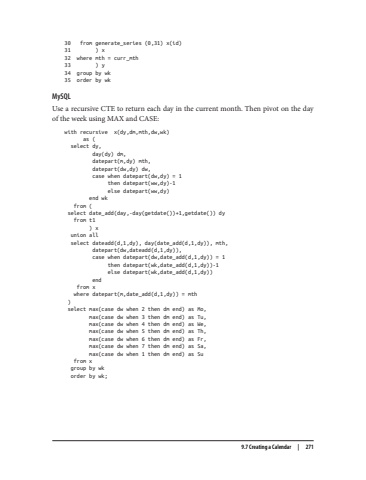 30 from generate_series (0,31) x(id)
31 ) x
32 where mth = curr_mth
33 ) y
34 group by wk
35 order by wk
MySQL
Use a recursive CTE to return each day in the current month. Then pivot on the day
of the week using MAX and CASE:
with recursive x(dy,dm,mth,dw,wk)
as (
select dy,
day(dy) dm,
datepart(m,dy) mth,
datepart(dw,dy) dw,
case when datepart(dw,dy) = 1
then datepart(ww,dy)-1
else datepart(ww,dy)
end wk
from (
select date_add(day,-day(getdate())+1,getdate()) dy
from t1
) x
union all
select dateadd(d,1,dy), day(date_add(d,1,dy)), mth,
datepart(dw,dateadd(d,1,dy)),
case when datepart(dw,date_add(d,1,dy)) = 1
then datepart(wk,date_add(d,1,dy))-1
else datepart(wk,date_add(d,1,dy))
end
from x
where datepart(m,date_add(d,1,dy)) = mth
)
select max(case dw when 2 then dm end) as Mo,
max(case dw when 3 then dm end) as Tu,
max(case dw when 4 then dm end) as We,
max(case dw when 5 then dm end) as Th,
max(case dw when 6 then dm end) as Fr,
max(case dw when 7 then dm end) as Sa,
max(case dw when 1 then dm end) as Su
from x
group by wk
order by wk;
9.7 Creating a Calendar | 271